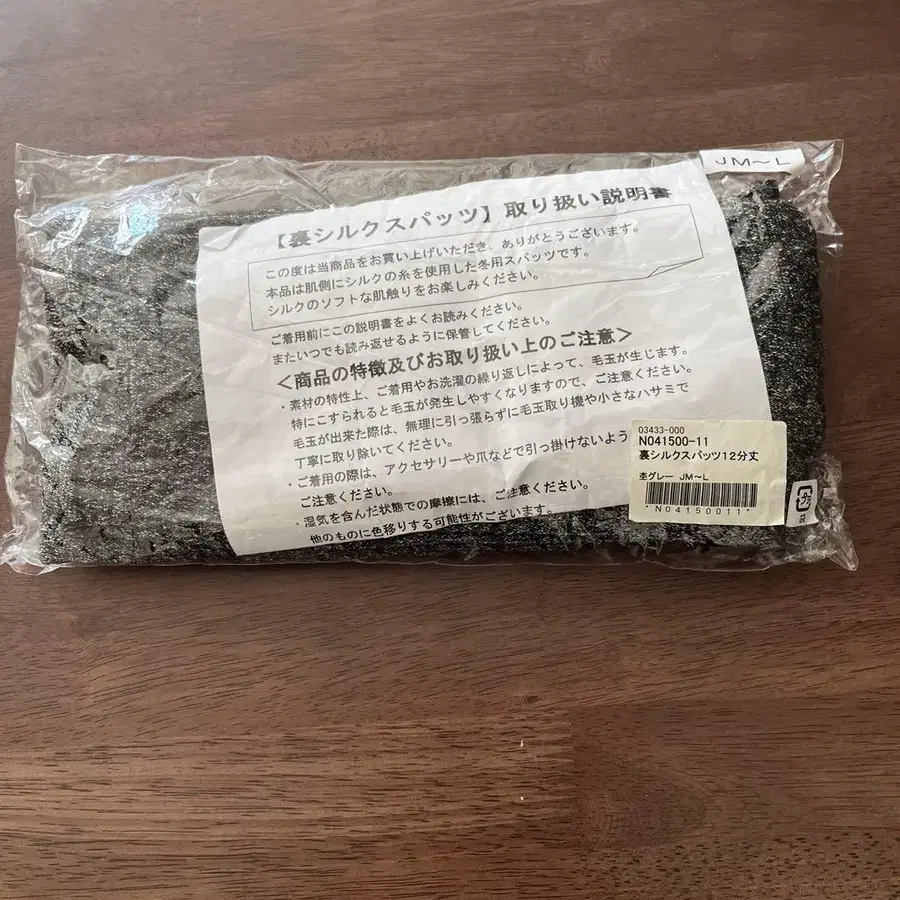 JM～L
【裏シルクスパッツ】取り扱い説明書
この度は当商品をお買い上げいただき、ありがとうございます。
本品は肌側にシルクの糸を使用した冬用スパッツです。
シルクのソフトな肌触りをお楽しみください。
ご着用前にこの説明書をよくお読みください。
またいつでも読み返せるように保管してください。
＜商品の特徴及びお取り扱い上のご注意＞
・素材の特性上、ご着用やお洗濯の繰り返しによって、毛玉が生じます。
特にこすられると毛玉が発生しやすくなりますので、ご注意ください。
毛玉が出来た際は、無理に引っ張らずに毛玉取り機や小さなハサミで
丁寧に取り除いてください。
・ご着用の際は、アクセサリーや爪などで引っ掛けないよう
ご注意ください。
・湿気を含んだ状態での摩擦には、ご注意ください。
他のものに色移りする可能性がございます。
03433-000
N041500-11
裏シルクスパッツ12分丈
杢グレー JM～L
*N04150011*
プラ
袋